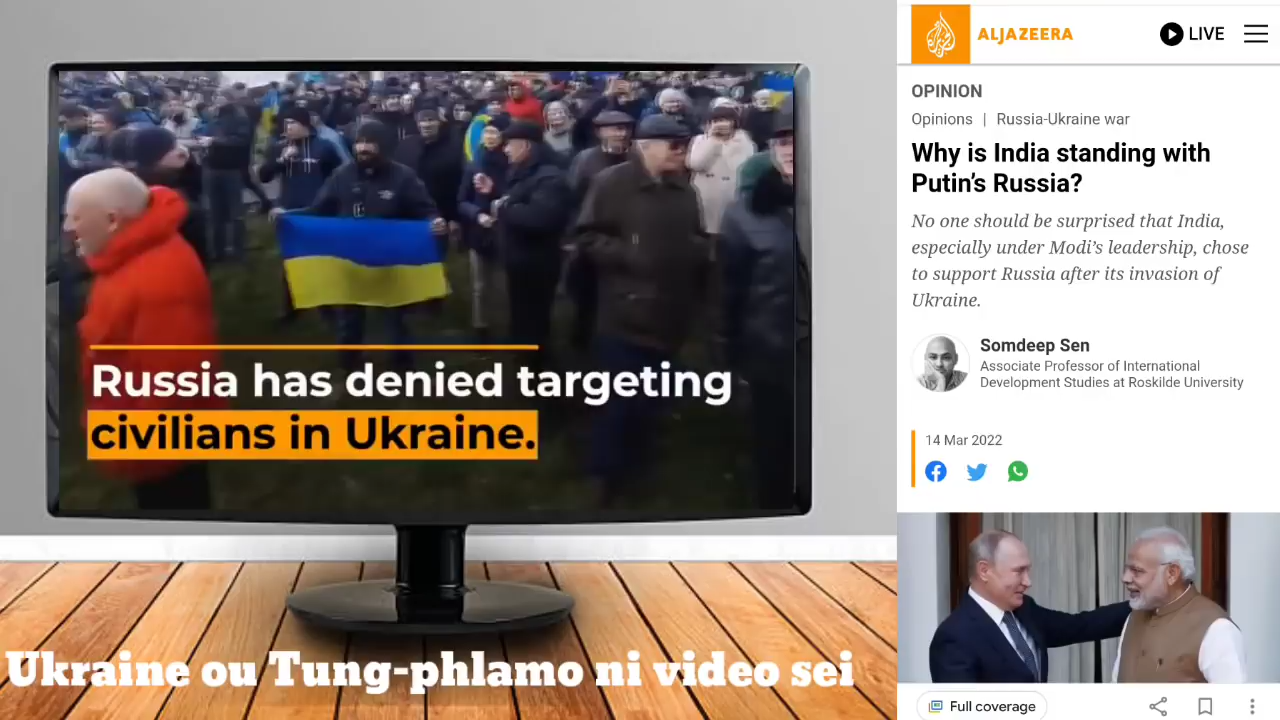 Russia has denied targeting
civilians in Ukraine.
Ukraine ou Tung-phlamo ni video sei
ALJAZEERA
LIVE
OPINION
Opinions | Russia-Ukraine war
Why is India standing with
Putin's Russia?
No one should be surprised that India,
especially under Modi's leadership, chose
to support Russia after its invasion of
Ukraine.
Somdeep Sen
Associate Professor of International
Development Studies at Roskilde University
14 Mar 2022
Full coverage